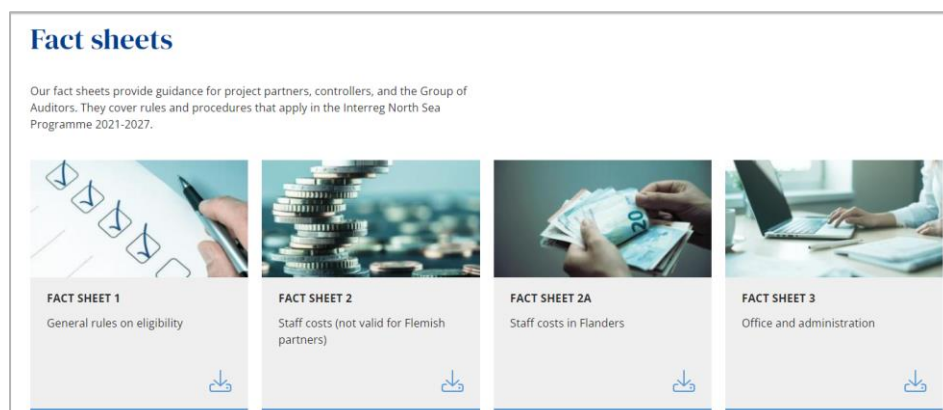 Fact sheets
Our fact sheets provide guidance for project partners, controllers, and the Group of
Auditors. They cover rules and procedures that apply in the Interreg North Sea
Programme 2021-2027.
20
FACT SHEET 1
General rules on eligibility
FACT SHEET 2
Staff costs (not valid for Flemish
partners)
FACT SHEET 2A
Staff costs in Flanders
FACT SHEET 3
Office and administration